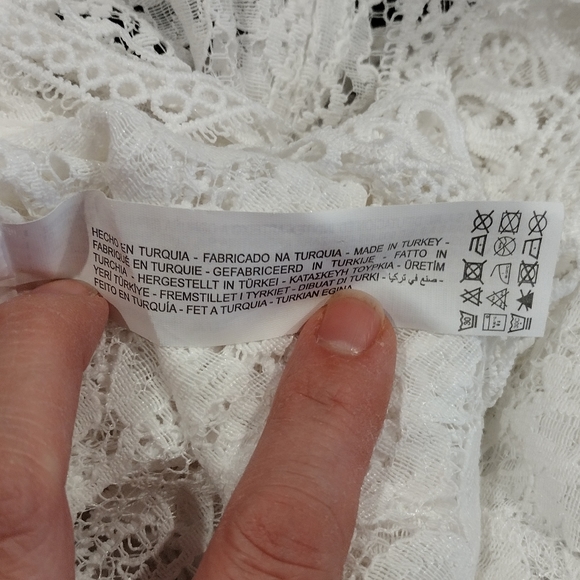 HECHO EN TURQUIA - FABRICADO NA TURQUIA - MADE IN TURKEY -
FABRIQUÉ EN TURQUIE - GEFABRICEERD IN TURKIJE - FATTO IN
TURCHIA - HERGESTELLT IN TÜRKEI - ΚΑΤΑΣΚΕΥΗ ΤΟΥΡΚΙΑ - ÜRETİM
YERİ TÜRKİYE - FREMSTILLET I TYRKIET - DIBUAT DI TURKI - صنع في تركيا -
FEITO EN TURQUÍA - FET A TURQUIA - TURKIAN EGINA